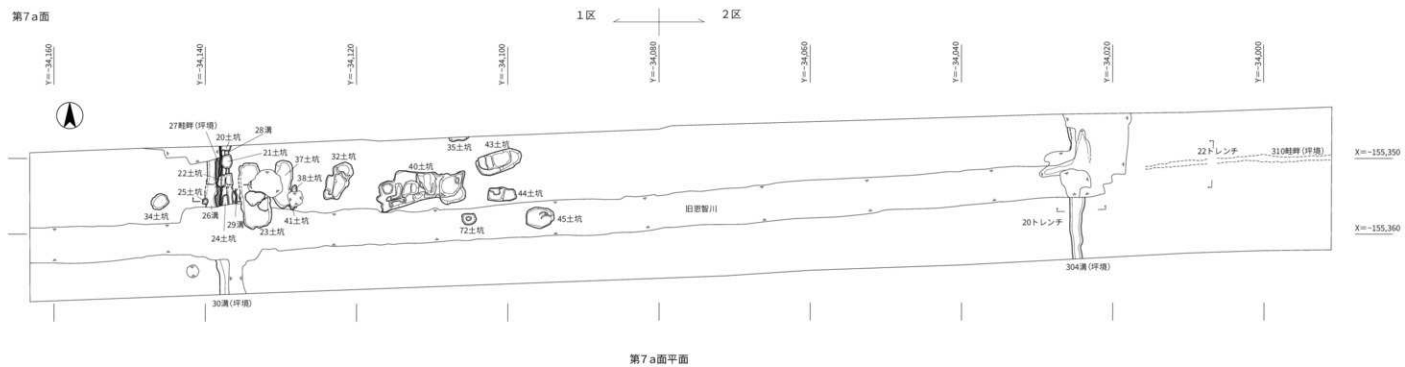 第7a面
1区
2区
Y=-34,160
Y=-34,140
Y=-34,120
Y=-34,100
Y=-34,080
Y=-34,060
Y=-34,040
Y=-34,020
Y=-34,000
27畦畔(坪境)
20土坑
28溝
21土坑
22土坑
25土坑
26溝
34土坑
24土坑
29溝
23土坑
37土坑
38土坑
41土坑
32土坑
40土坑
35土坑
43土坑
44土坑
72土坑
45土坑
旧恩智川
30溝(坪境)
20トレンチ
304溝(坪境)
22トレンチ
310畦畔(坪境)
X=-155,350
X=-155,360
第7a面平面